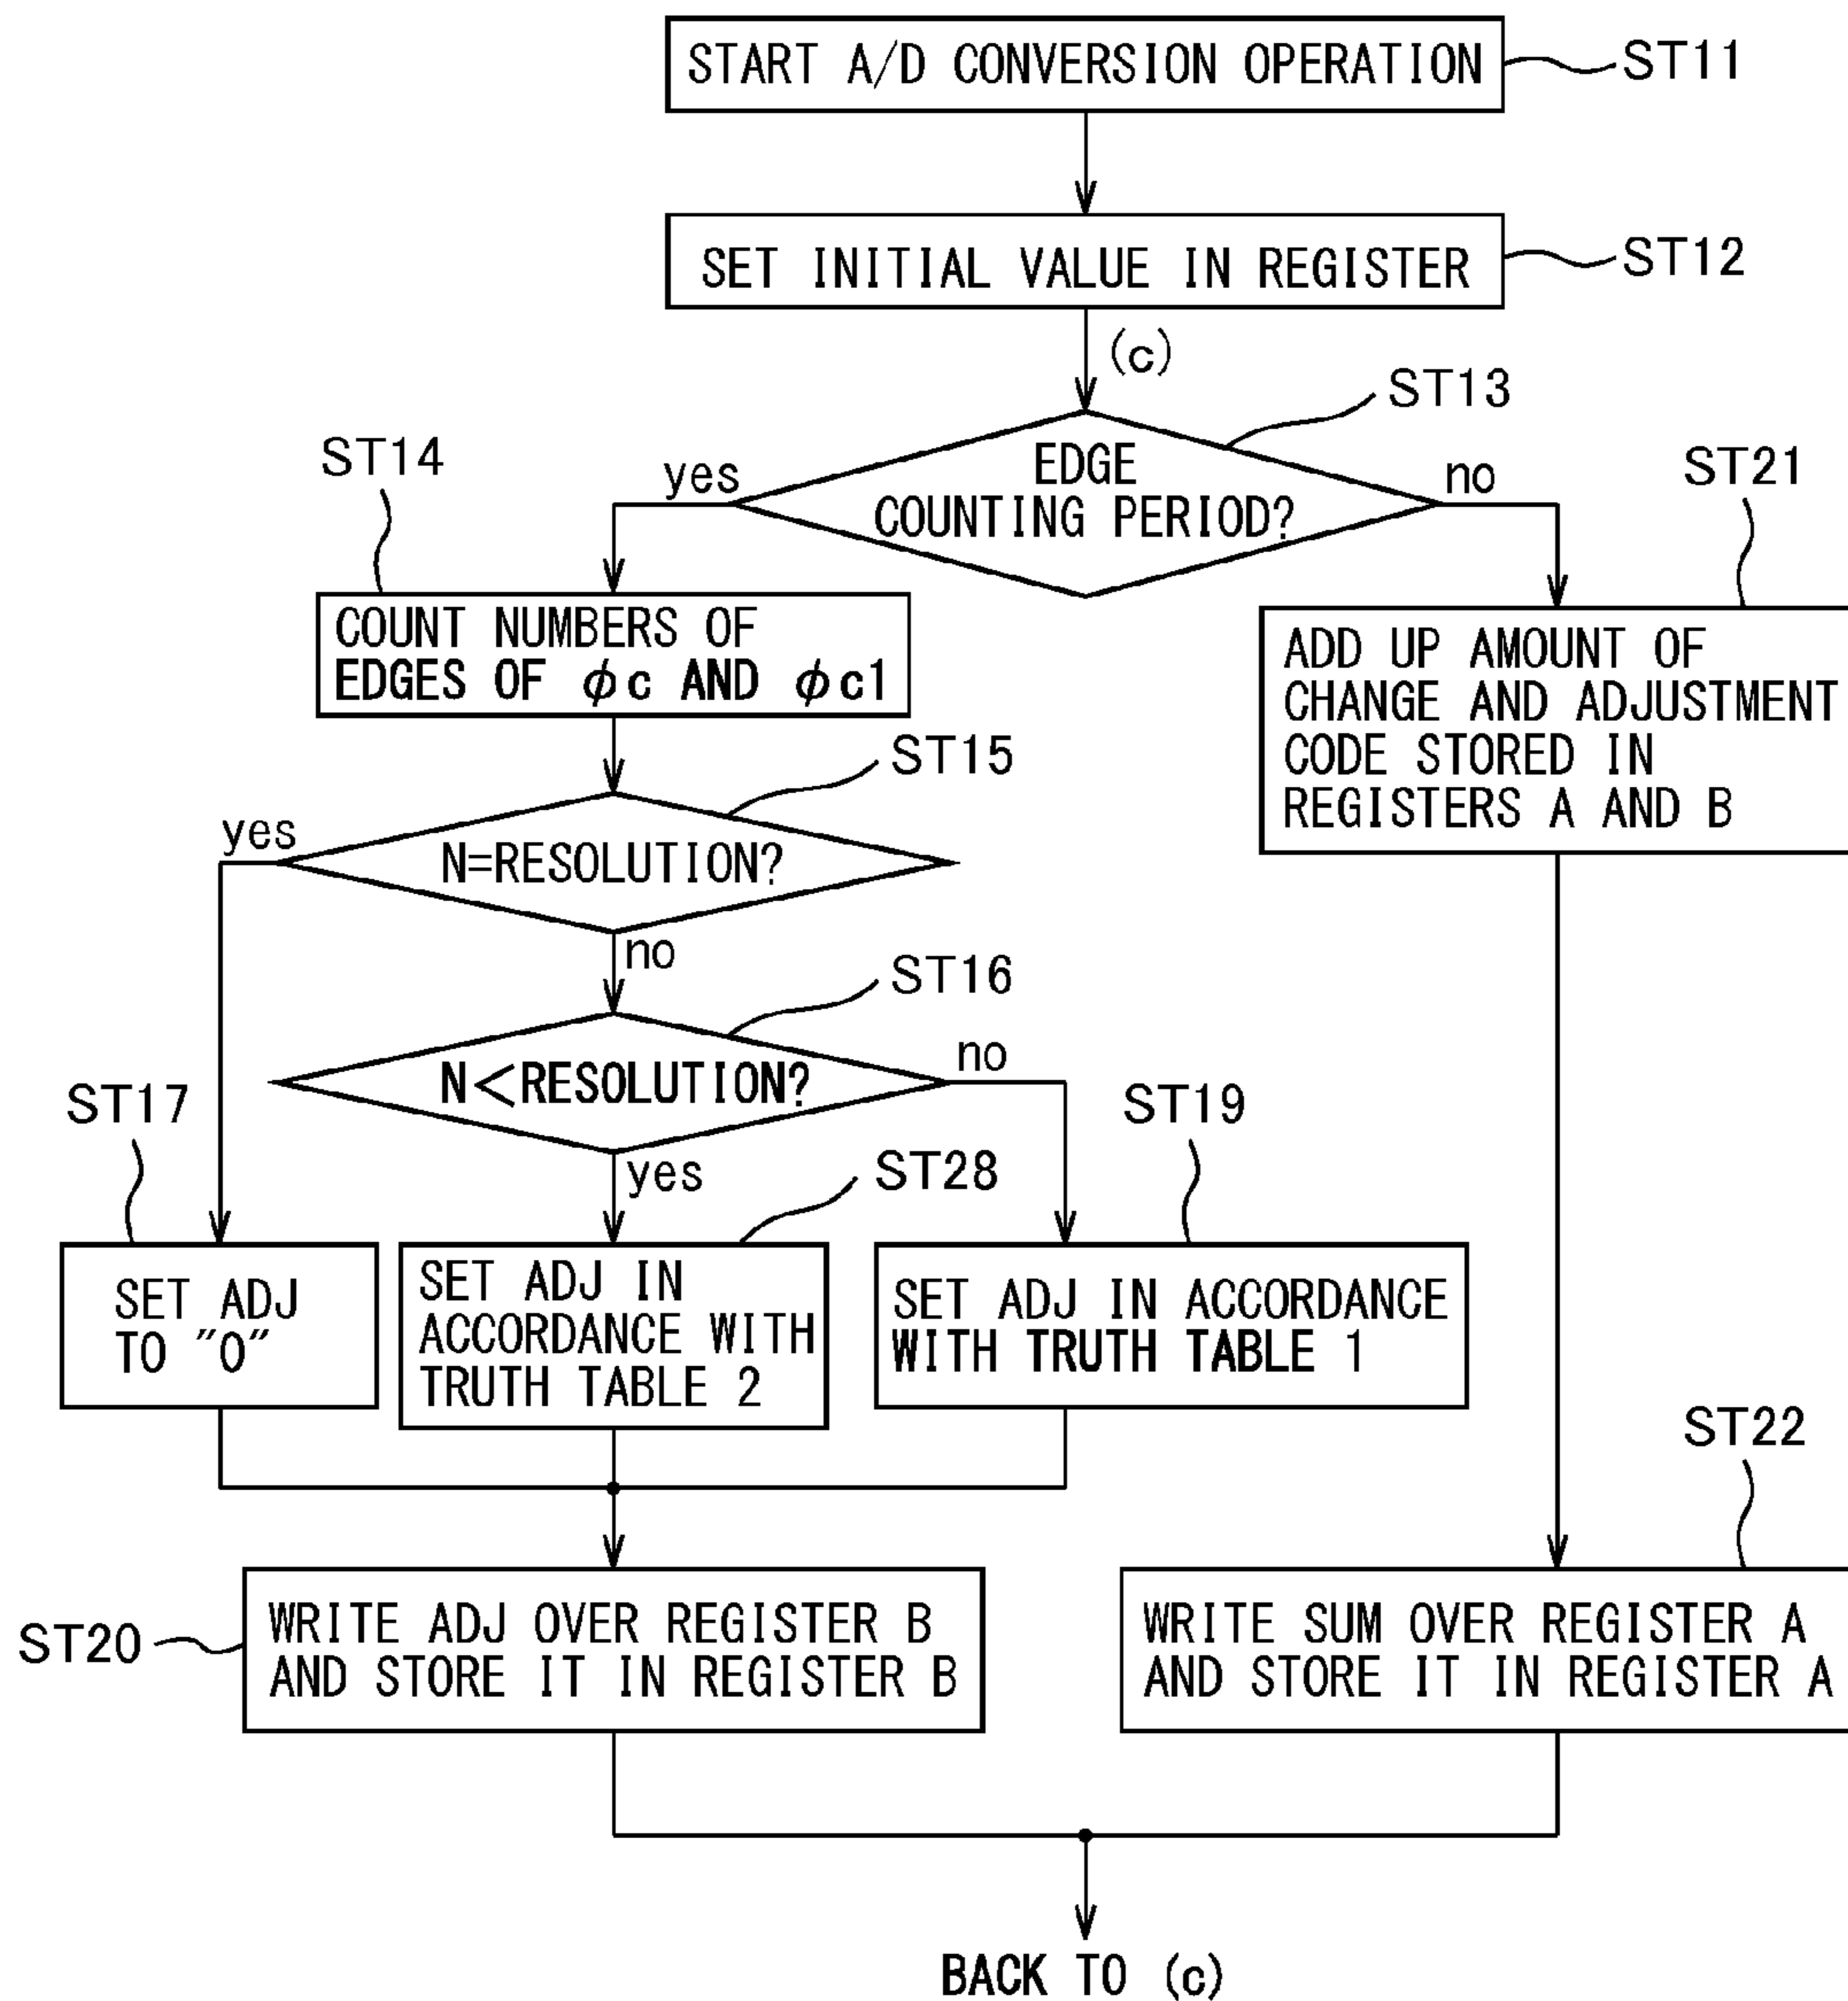 START A/D CONVERSION OPERATION
ST11
SET INITIAL VALUE IN REGISTER
ST12
(c)
ST13
EDGE
COUNTING PERIOD?
yes
no
ST14
ST21
COUNT NUMBERS OF
EDGES OF φc AND φc1
ADD UP AMOUNT OF
CHANGE AND ADJUSTMENT
CODE STORED IN
REGISTERS A AND B
ST15
yes
N=RESOLUTION?
no
ST16
N<RESOLUTION?
no
ST17
yes
ST28
ST19
SET ADJ
TO "0"
SET ADJ IN
ACCORDANCE WITH
TRUTH TABLE 2
SET ADJ IN ACCORDANCE
WITH TRUTH TABLE 1
ST22
ST20
WRITE ADJ OVER REGISTER B
AND STORE IT IN REGISTER B
WRITE SUM OVER REGISTER A
AND STORE IT IN REGISTER A
BACK TO (c)